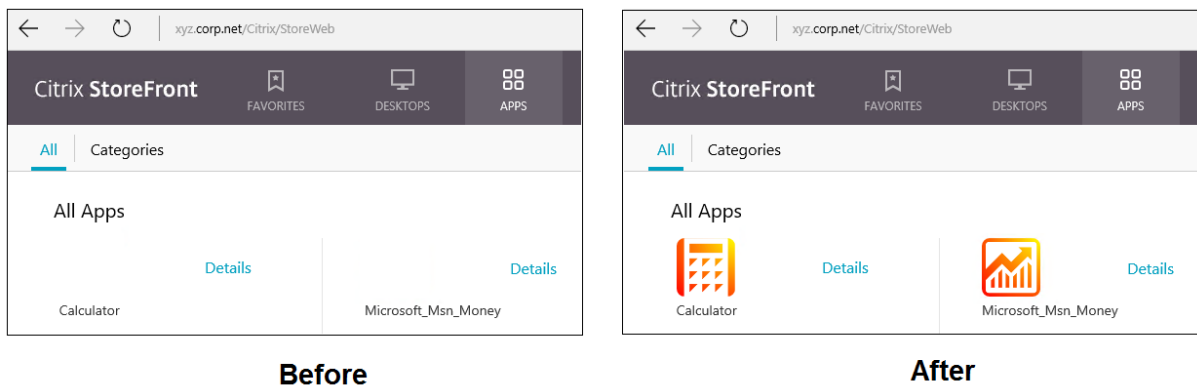 xyz.corp.net/Citrix/StoreWeb
Citrix StoreFront
FAVORITES
DESKTOPS
APPS
All
Categories
All Apps
Details
Details
Calculator
Microsoft_Msn_Money
Before
xyz.corp.net/Citrix/StoreWeb
Citrix StoreFront
FAVORITES
DESKTOPS
APPS
All
Categories
All Apps
Details
Details
Calculator
Microsoft_Msn_Money
After